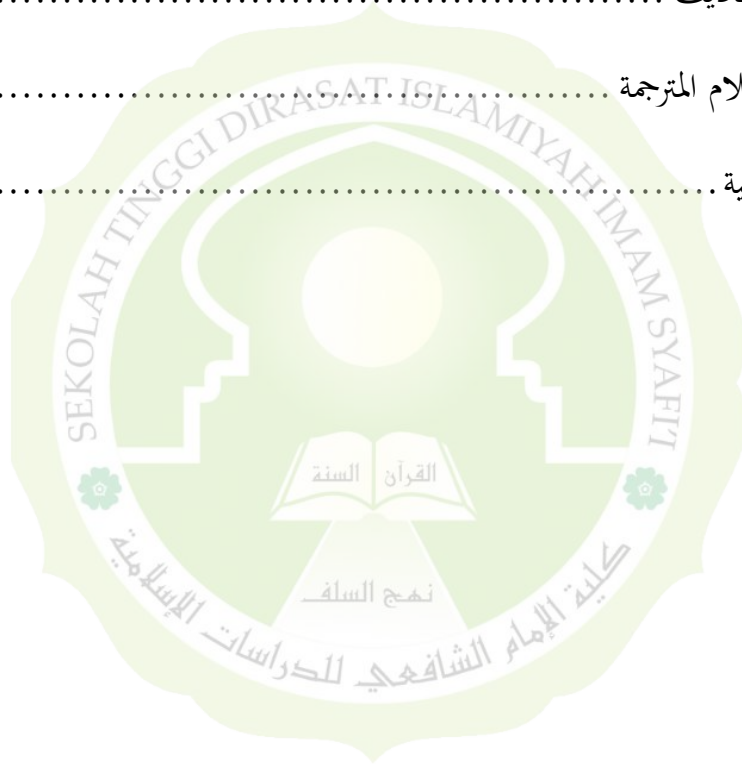 لام المترجمة ........................................
ية ........................................
SEKOLAH TINGGI DIRASAT ISLAMIYAH IMAM SYAFI'I
القرآن السنة
نهج السلف
كلية الإمام الشافعي للدراسات الإسلامية